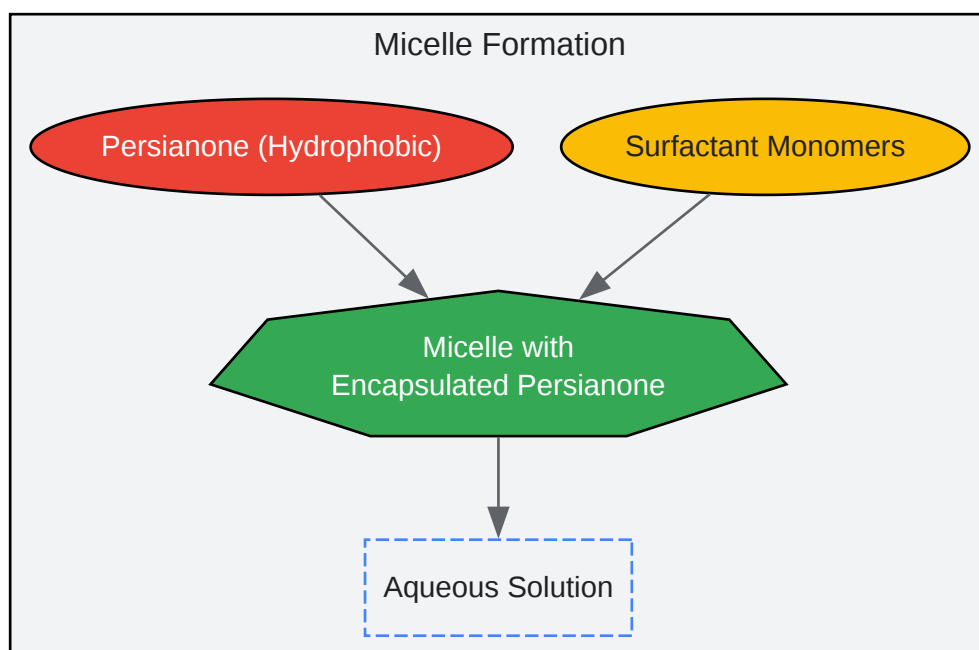 Micelle Formation
Persianone (Hydrophobic)
Surfactant Monomers
Micelle with
Encapsulated Persianone
Aqueous Solution